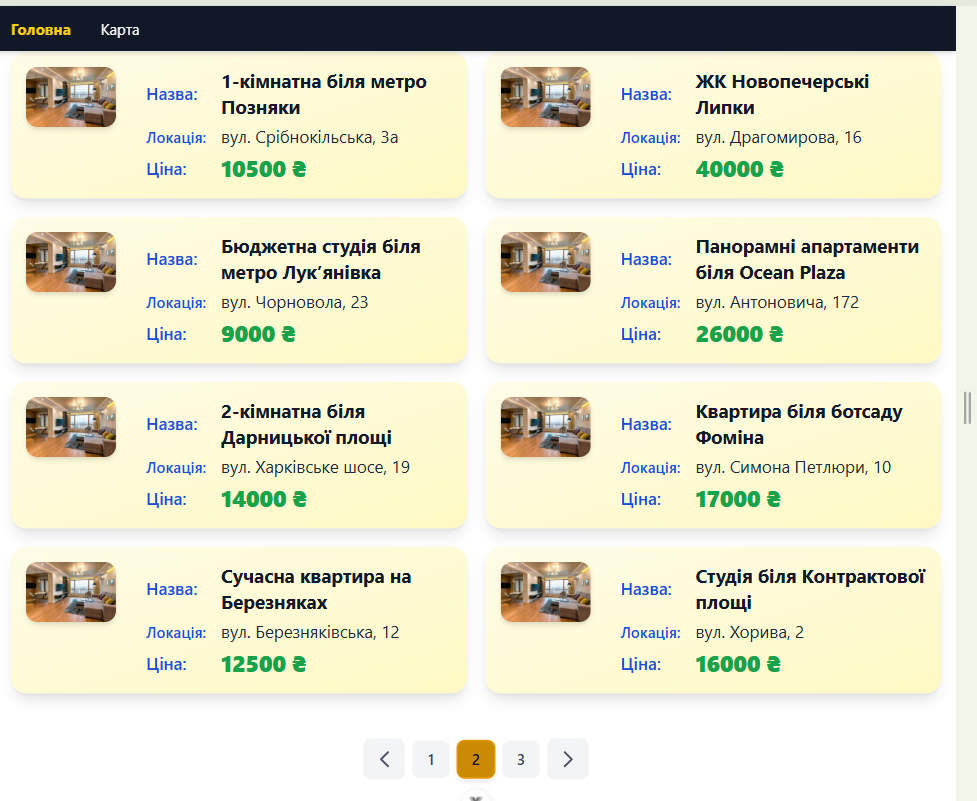 Головна Карта
Назва: 1-кімнатна біля метро
Позняки
Локація: вул. Срібнокільська, 3а
Ціна: 10500 ₴
Назва: ЖК Новопечерські
Липки
Локація: вул. Драгомирова, 16
Ціна: 40000 ₴
Назва: Бюджетна студія біля
метро Лук’янівка
Локація: вул. Чорновола, 23
Ціна: 9000 ₴
Назва: Панорамні апартаменти
біля Ocean Plaza
Локація: вул. Антоновича, 172
Ціна: 26000 ₴
Назва: 2-кімнатна біля
Дарницької площі
Локація: вул. Харківське шосе, 19
Ціна: 14000 ₴
Назва: Квартира біля ботсаду
Фоміна
Локація: вул. Симона Петлюри, 10
Ціна: 17000 ₴
Назва: Сучасна квартира на
Березняках
Локація: вул. Березняківська, 12
Ціна: 12500 ₴
Назва: Студія біля Контрактової
площі
Локація: вул. Хорива, 2
Ціна: 16000 ₴
1 2 3